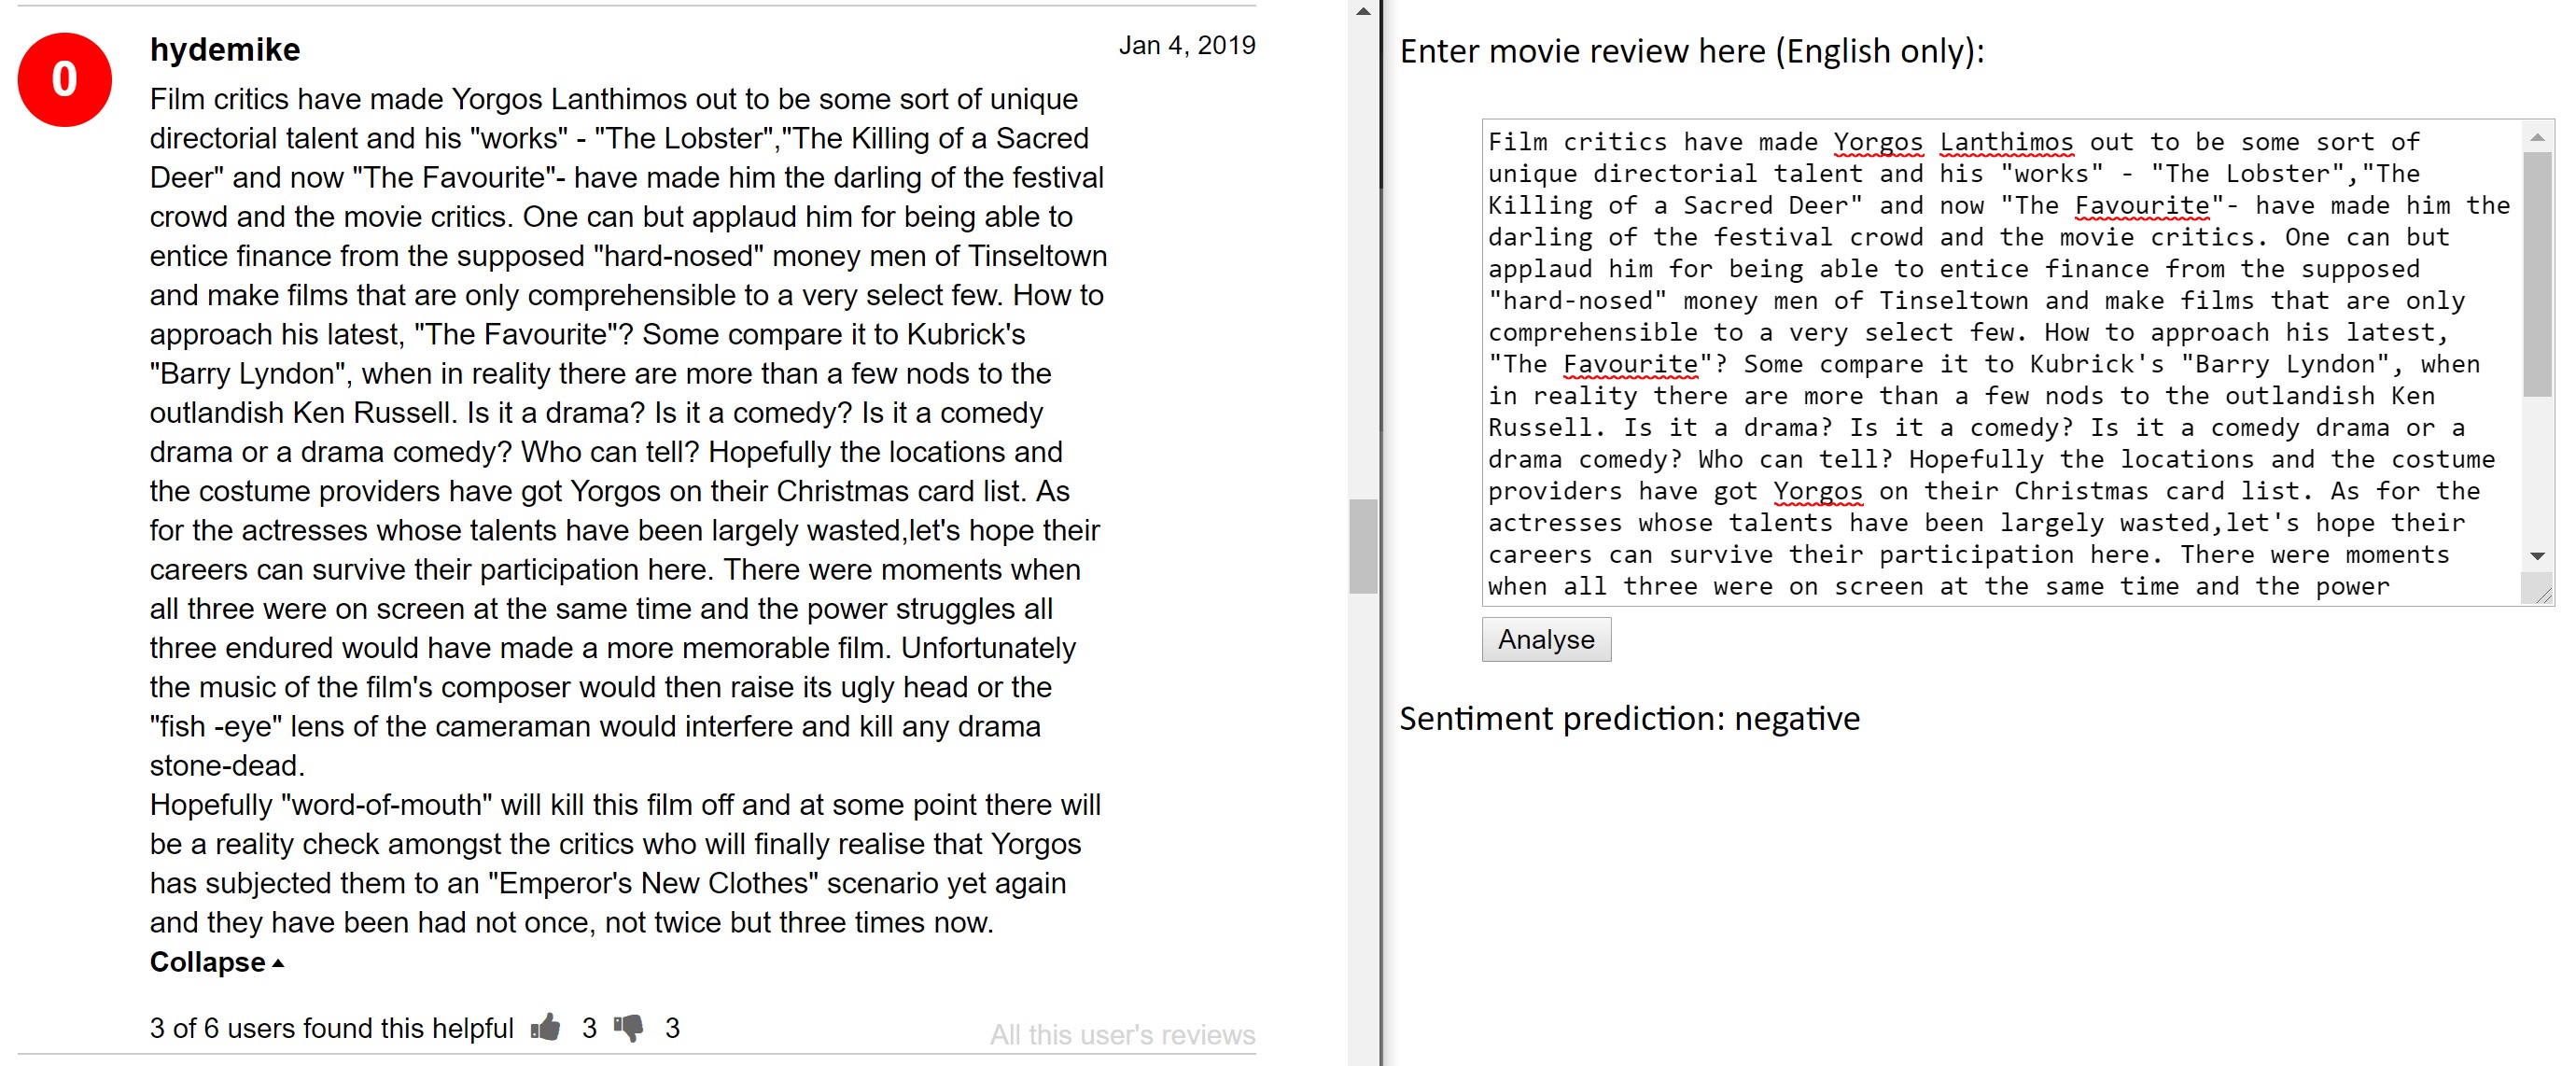 0
hydemike
Jan 4, 2019
Film critics have made Yorgos Lanthimos out to be some sort of unique
directorial talent and his "works" - "The Lobster","The Killing of a Sacred
Deer" and now "The Favourite"- have made him the darling of the festival
crowd and the movie critics. One can but applaud him for being able to
entice finance from the supposed "hard-nosed" money men of Tinseltown
and make films that are only comprehensible to a very select few. How to
approach his latest, "The Favourite"? Some compare it to Kubrick's
"Barry Lyndon", when in reality there are more than a few nods to the
outlandish Ken Russell. Is it a drama? Is it a comedy? Is it a comedy
drama or a drama comedy? Who can tell? Hopefully the locations and
the costume providers have got Yorgos on their Christmas card list. As
for the actresses whose talents have been largely wasted,let's hope their
careers can survive their participation here. There were moments when
all three were on screen at the same time and the power struggles all
three endured would have made a more memorable film. Unfortunately
the music of the film's composer would then raise its ugly head or the
"fish -eye" lens of the cameraman would interfere and kill any drama
stone-dead.
Hopefully "word-of-mouth" will kill this film off and at some point there will
be a reality check amongst the critics who will finally realise that Yorgos
has subjected them to an "Emperor's New Clothes" scenario yet again
and they have been had not once, not twice but three times now.
Collapse
3 of 6 users found this helpful 3 3
All this user's reviews
Enter movie review here (English only):
Film critics have made Yorgos Lanthimos out to be some sort of
unique directorial talent and his "works" - "The Lobster","The
Killing of a Sacred Deer" and now "The Favourite"- have made him the
darling of the festival crowd and the movie critics. One can but
applaud him for being able to entice finance from the supposed
"hard-nosed" money men of Tinseltown and make films that are only
comprehensible to a very select few. How to approach his latest,
"The Favourite"? Some compare it to Kubrick's "Barry Lyndon", when
in reality there are more than a few nods to the outlandish Ken
Russell. Is it a drama? Is it a comedy? Is it a comedy drama or a
drama comedy? Who can tell? Hopefully the locations and the costume
providers have got Yorgos on their Christmas card list. As for the
actresses whose talents have been largely wasted,let's hope their
careers can survive their participation here. There were moments
when all three were on screen at the same time and the power
Analyse
Sentiment prediction: negative